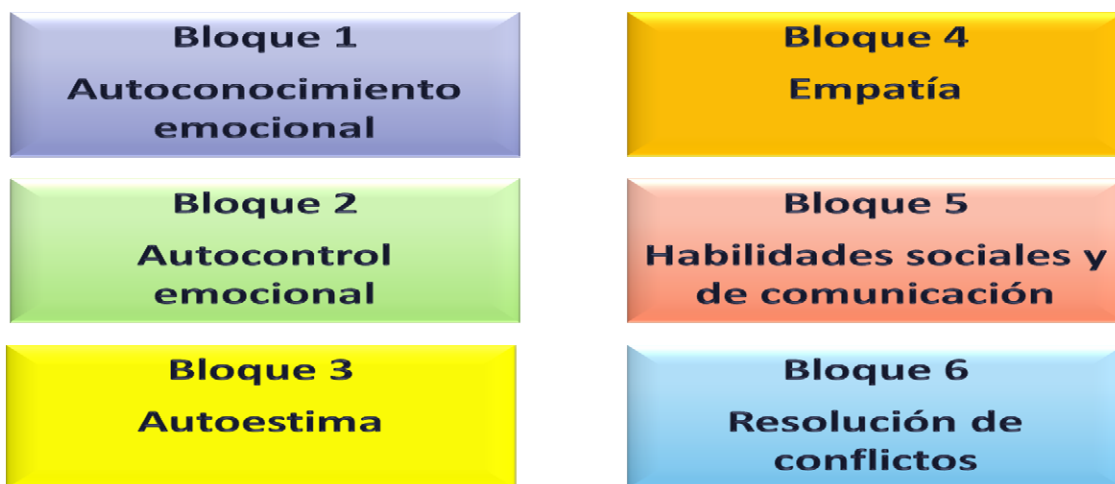 Bloque 1
Autoconocimiento
emocional
Bloque 2
Autocontrol
emocional
Bloque 3
Autoestima
Bloque 4
Empatía
Bloque 5
Habilidades sociales y
de comunicación
Bloque 6
Resolución de
conflictos